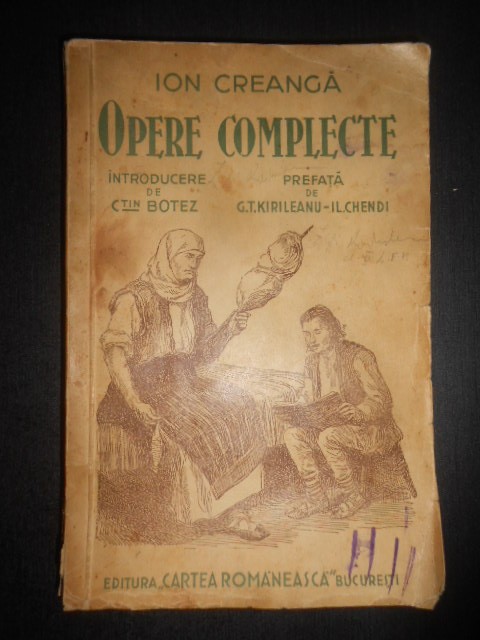 ION CREANGĂ
OPERE COMPLECTE
INTRODUCERE
DE
CTIN BOTEZ
PREFAȚĂ
DE
G.T.KIRILEANU-IL.CHENDI
EDITURA „CARTEA ROMÂNEASCĂ" BUCUREȘTI